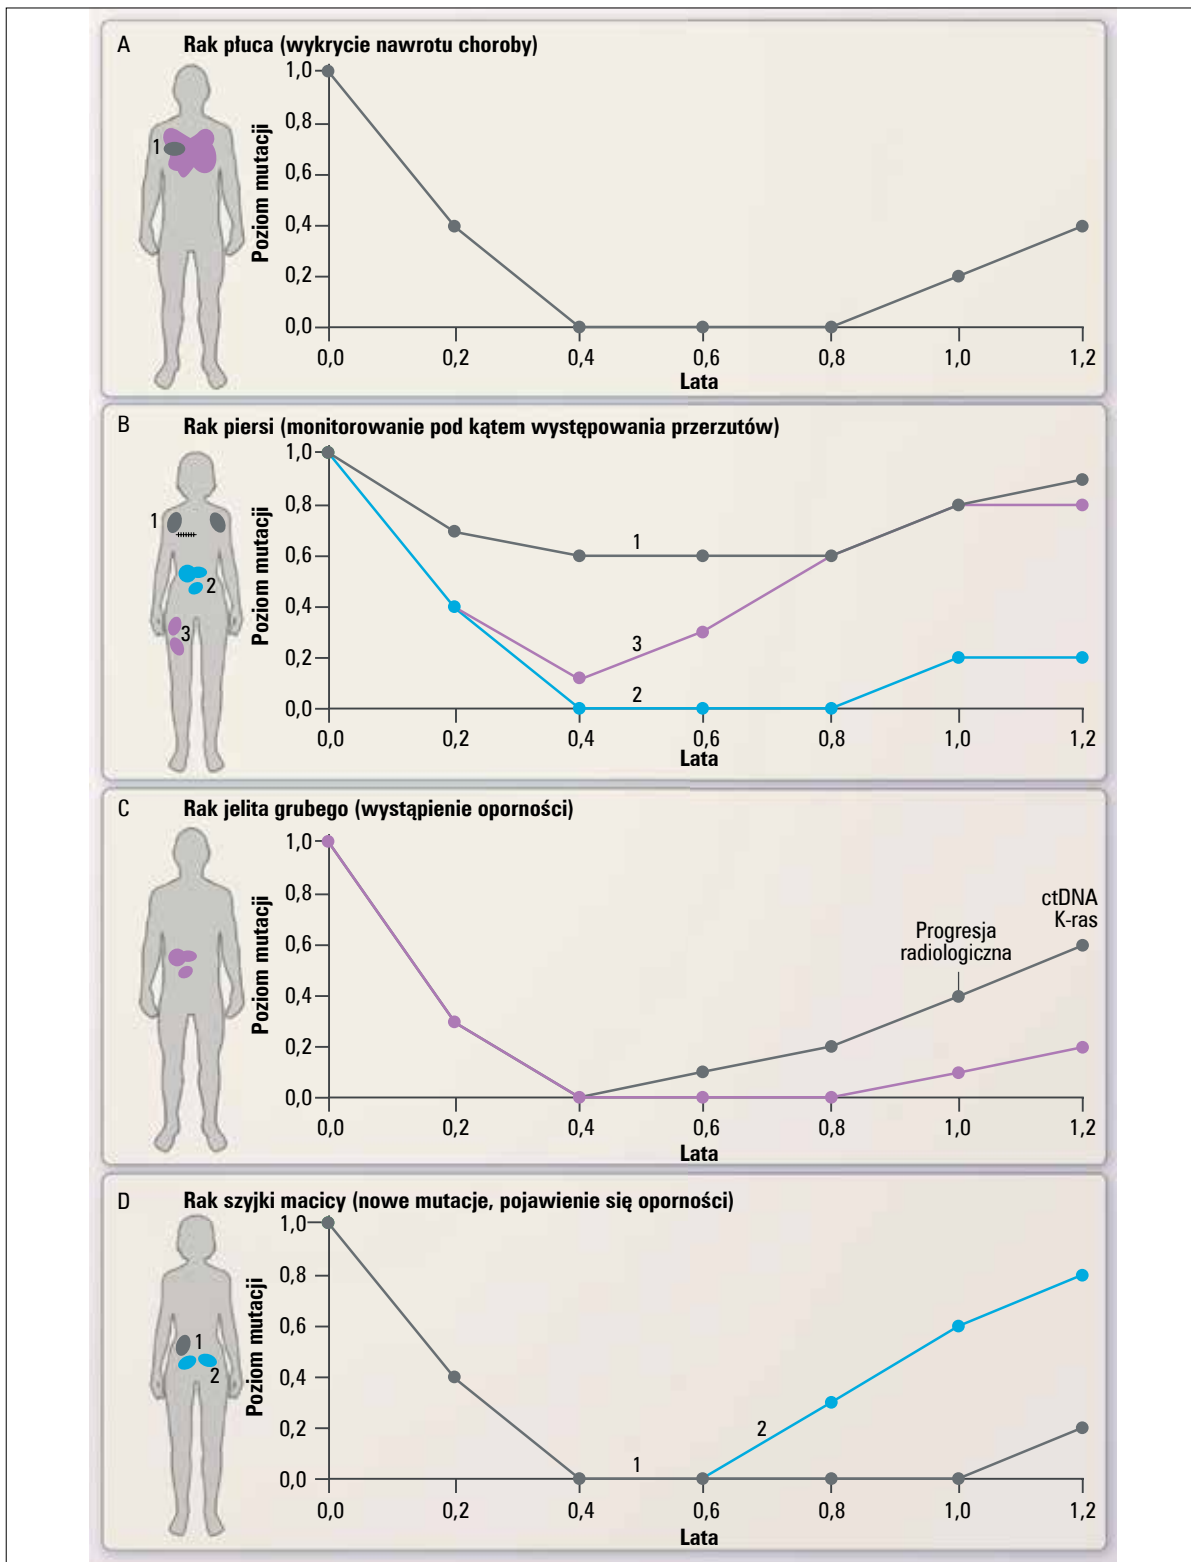 A Rak płuca (wykrycie nawrotu choroby)
1
Poziom mutacji
1,0
0,8
0,6
0,4
0,2
0,0
0,0 0,2 0,4 0,6 0,8 1,0 1,2
Lata
B Rak piersi (monitorowanie pod kątem występowania przerzutów)
1
2
3
Poziom mutacji
1,0
0,8
0,6
0,4
0,2
0,0
1
3
2
0,0 0,2 0,4 0,6 0,8 1,0 1,2
Lata
C Rak jelita grubego (wystąpienie oporności)
Poziom mutacji
1,0
0,8
0,6
0,4
0,2
0,0
ctDNA
K-ras
Progresja
radiologiczna
0,0 0,2 0,4 0,6 0,8 1,0 1,2
Lata
D Rak szyjki macicy (nowe mutacje, pojawienie się oporności)
1
2
Poziom mutacji
1,0
0,8
0,6
0,4
0,2
0,0
2
1
0,0 0,2 0,4 0,6 0,8 1,0 1,2
Lata